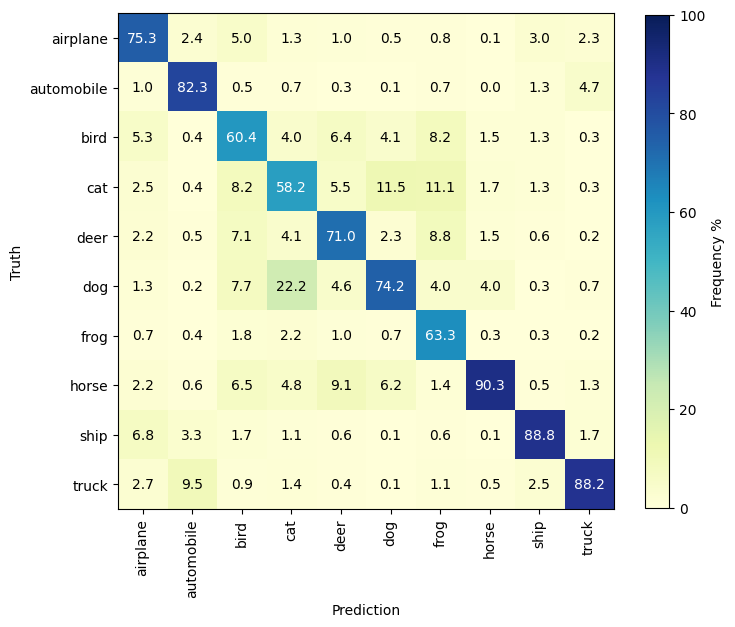 airplane 75.3 2.4 5.0 1.3 1.0 0.5 0.8 0.1 3.0 2.3
automobile 1.0 82.3 0.5 0.7 0.3 0.1 0.7 0.0 1.3 4.7
bird 5.3 0.4 60.4 4.0 6.4 4.1 8.2 1.5 1.3 0.3
cat 2.5 0.4 8.2 58.2 5.5 11.5 11.1 1.7 1.3 0.3
deer 2.2 0.5 7.1 4.1 71.0 2.3 8.8 1.5 0.6 0.2
dog 1.3 0.2 7.7 22.2 4.6 74.2 4.0 4.0 0.3 0.7
frog 0.7 0.4 1.8 2.2 1.0 0.7 63.3 0.3 0.3 0.2
horse 2.2 0.6 6.5 4.8 9.1 6.2 1.4 90.3 0.5 1.3
ship 6.8 3.3 1.7 1.1 0.6 0.1 0.6 0.1 88.8 1.7
truck 2.7 9.5 0.9 1.4 0.4 0.1 1.1 0.5 2.5 88.2
airplane automobile bird cat deer dog frog horse ship truck
Prediction
Truth
100
80
60
40
20
0
Frequency %